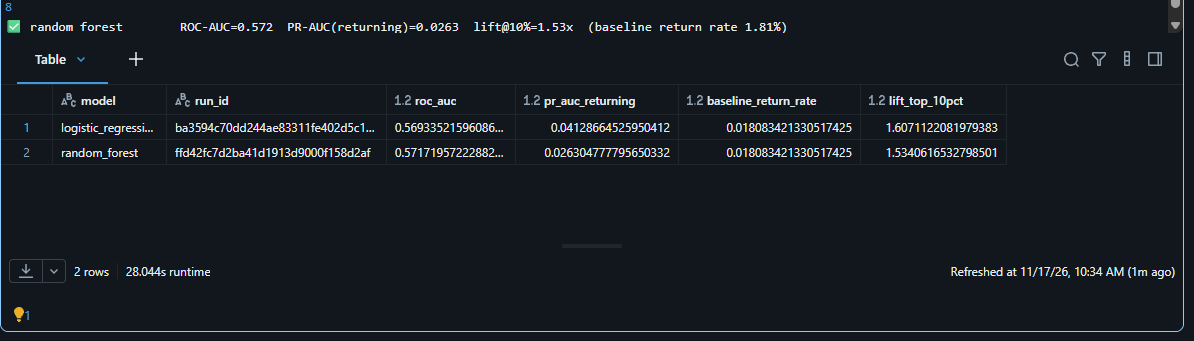 8
✅ random forest ROC-AUC=0.572 PR-AUC(returning)=0.0263 lift@10%=1.53x (baseline return rate 1.81%)
Table +
ABC model ABC run_id 1.2 roc_auc 1.2 pr_auc_returning 1.2 baseline_return_rate 1.2 lift_top_10pct
1 logistic_regressi... ba3594c70dd244ae83311fe402d5c1... 0.56933521596086... 0.04128664525950412 0.018083421330517425 1.6071122081979383
2 random_forest ffd42fc7d2ba41d1913d9000f158d2af 0.57171957222882... 0.026304777795650332 0.018083421330517425 1.5340616532798501
2 rows 28.044s runtime Refreshed at 11/17/26, 10:34 AM (1m ago)
1